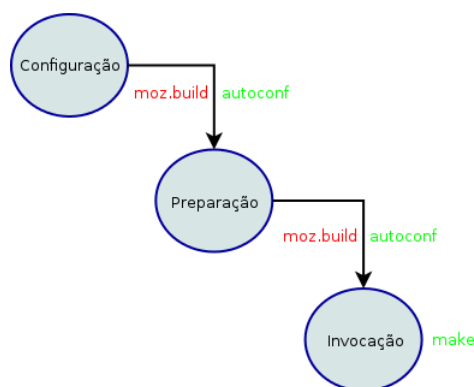 Configuração
moz.build autoconf
Preparação
moz.build autoconf
Invocação make